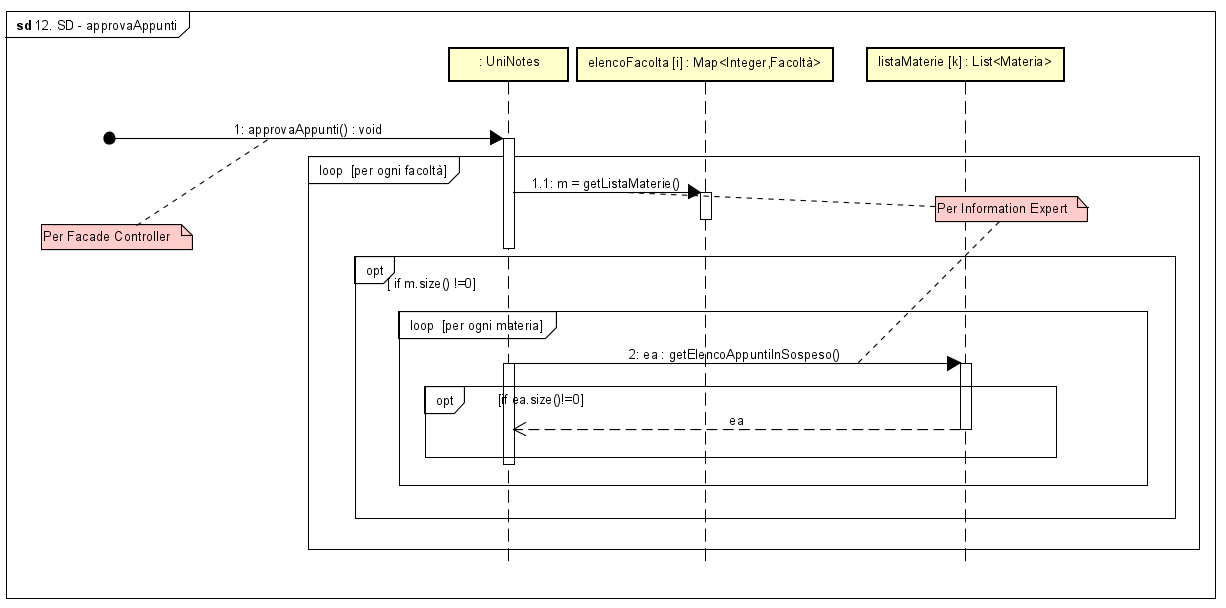 sd 12. SD - approvaAppunti
: UniNotes
elencoFacolta [i] : Map<Integer,Facoltà>
listaMaterie [k] : List<Materia>
1: approvaAppunti() : void
loop [per ogni facoltà]
1.1: m = getListaMaterie()
Per Information Expert
Per Facade Controller
opt
[ if m.size() !=0]
loop [per ogni materia]
2: ea : getElencoAppuntiInSospeso()
opt
[if ea.size()!=0]
ea